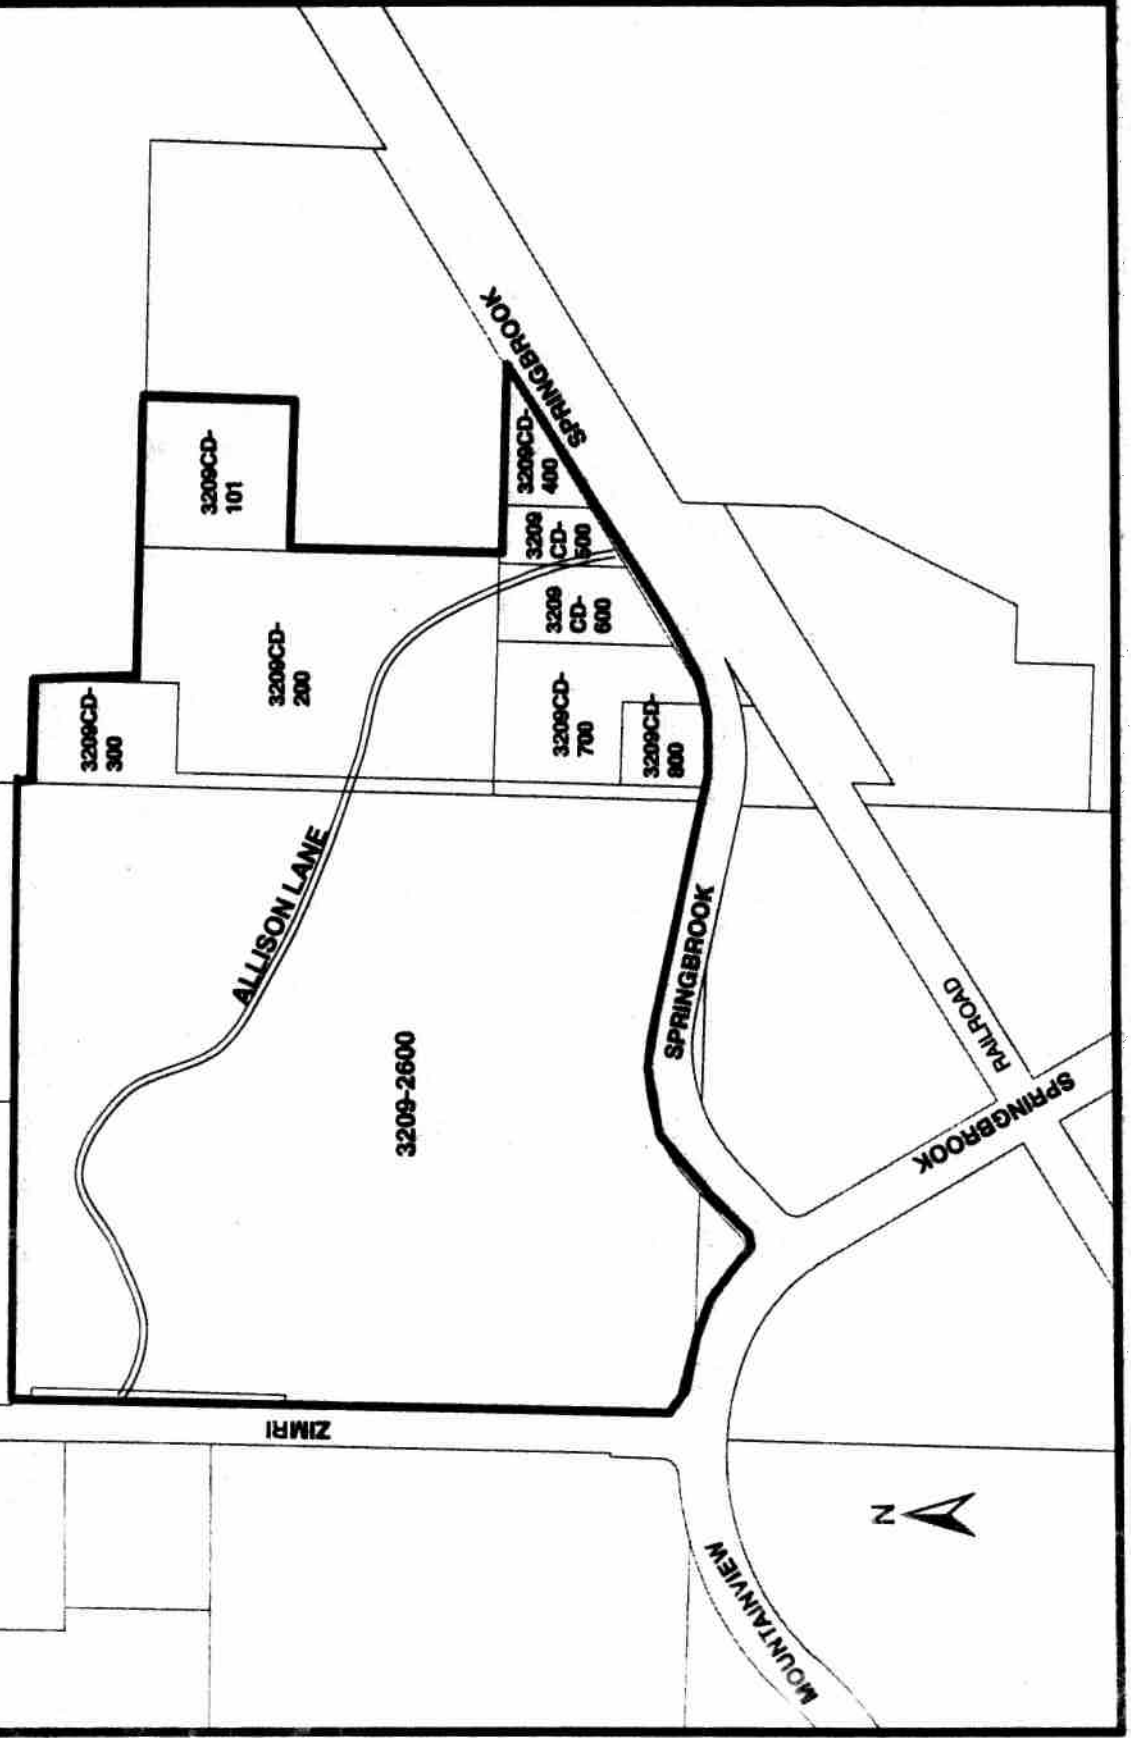 SPRINGBROOK
3209CD-
101
3209CD-
400
3209
CD-
500
3209
CD-
600
3209CD-
200
3209CD-
300
3209CD-
700
3209CD-
800
ALLISON LANE
SPRINGBROOK
3209-2600
RAILROAD
SPRINGBROOK
ZIMRI
N
MOUNTAINVIEW